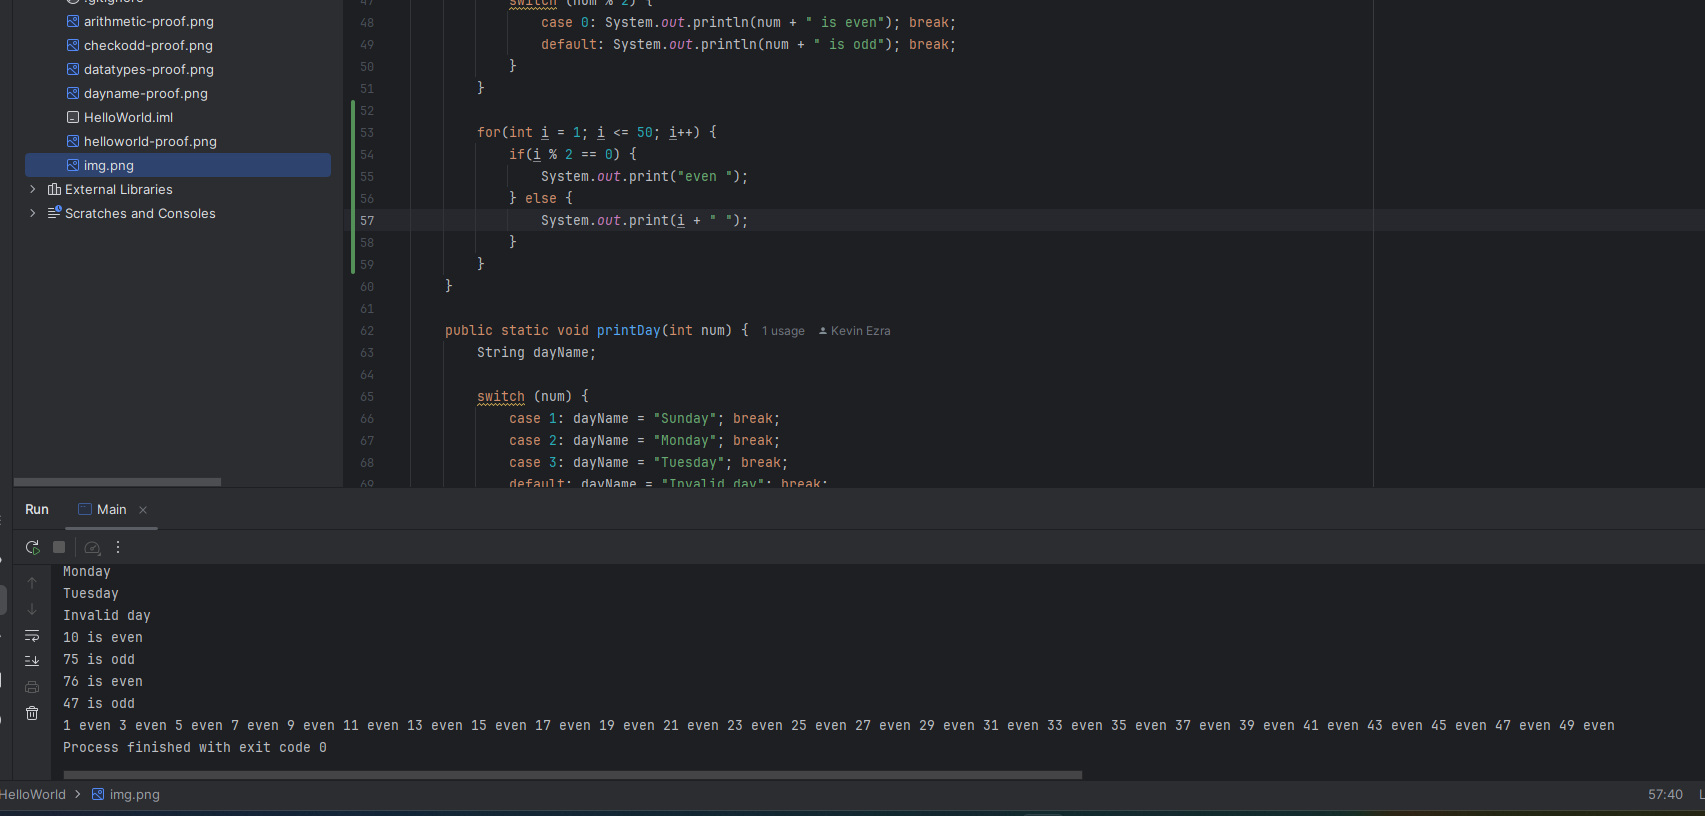 .gitignore
arithmetic-proof.png
checkodd-proof.png
datatypes-proof.png
dayname-proof.png
HelloWorld.iml
helloworld-proof.png
img.png
External Libraries
Scratches and Consoles
47 switch (num % 2) {
48 case 0: System.out.println(num + " is even"); break;
49 default: System.out.println(num + " is odd"); break;
50 }
51 }
52
53 for(int i = 1; i <= 50; i++) {
54 if(i % 2 == 0) {
55 System.out.print("even ");
56 } else {
57 System.out.print(i + " ");
58 }
59 }
60 }
61
62 public static void printDay(int num) { 1 usage Kevin Ezra
63 String dayName;
64
65 switch (num) {
66 case 1: dayName = "Sunday"; break;
67 case 2: dayName = "Monday"; break;
68 case 3: dayName = "Tuesday"; break;
69 default: dayName = "Invalid day"; break;
Run Main
Monday
Tuesday
Invalid day
10 is even
75 is odd
76 is even
47 is odd
1 even 3 even 5 even 7 even 9 even 11 even 13 even 15 even 17 even 19 even 21 even 23 even 25 even 27 even 29 even 31 even 33 even 35 even 37 even 39 even 41 even 43 even 45 even 47 even 49 even
Process finished with exit code 0
HelloWorld > img.png
57:40